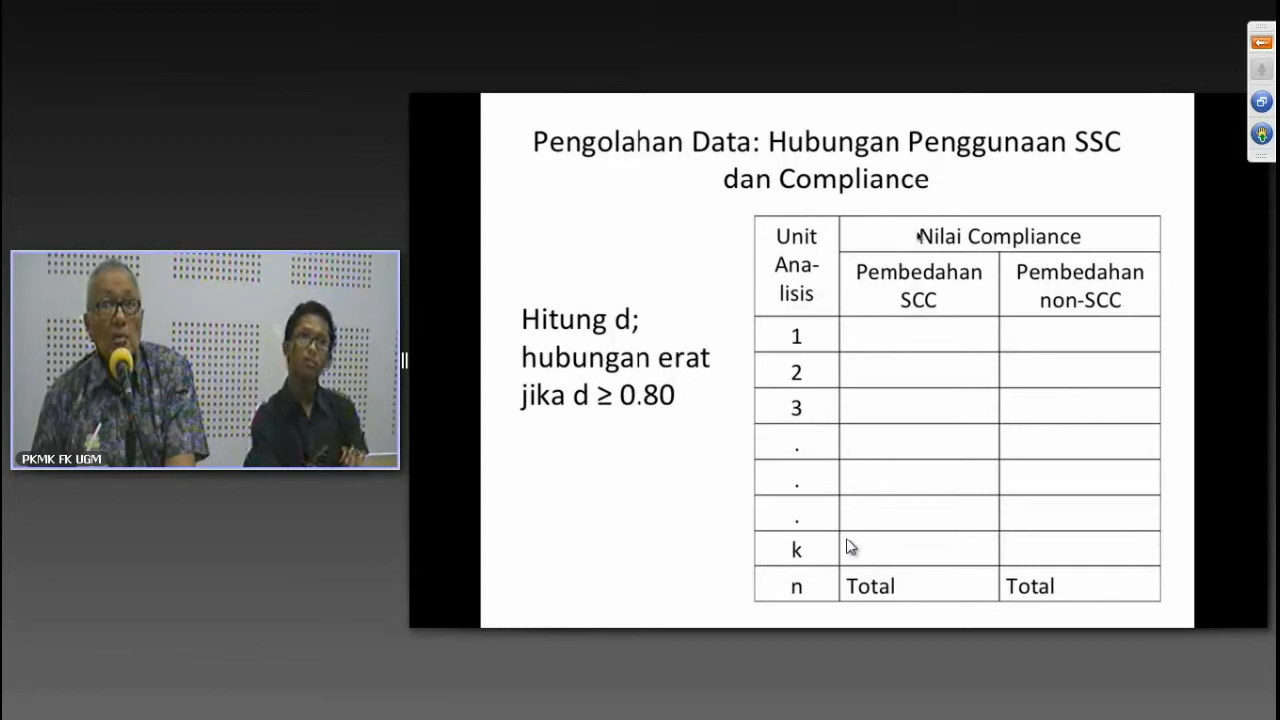 Pengolahan Data: Hubungan Penggunaan SSC
dan Compliance
Hitung d;
hubungan erat
jika d ≥ 0.80
Unit
Ana-
lisis
Nilai Compliance
Pembedahan
SCC
Pembedahan
non-SCC
1
2
3
.
.
.
k
n
Total
Total
PKMK FK UGM